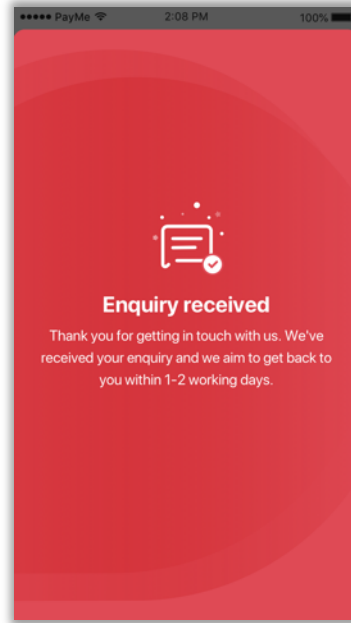 PayMe 2:08 PM 100%
Enquiry received
Thank you for getting in touch with us. We've
received your enquiry and we aim to get back to
you within 1-2 working days.